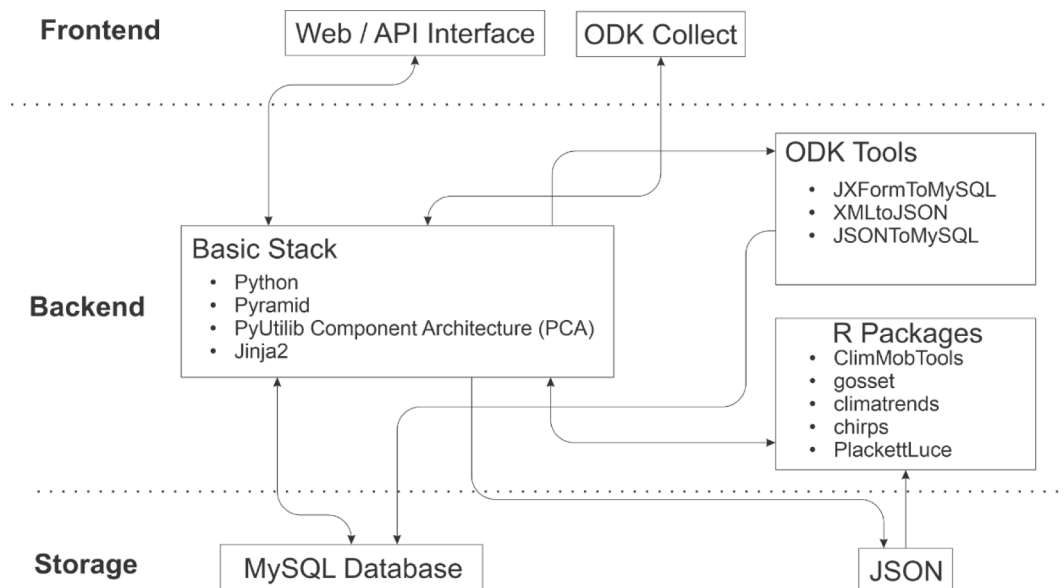 Frontend
Web / API Interface
ODK Collect
Backend
Basic Stack
• Python
• Pyramid
• PyUtilib Component Architecture (PCA)
• Jinja2
ODK Tools
• JXFormToMySQL
• XMLtoJSON
• JSONToMySQL
R Packages
• ClimMobTools
• gosset
• climatrends
• chirps
• PlackettLuce
Storage
MySQL Database
JSON